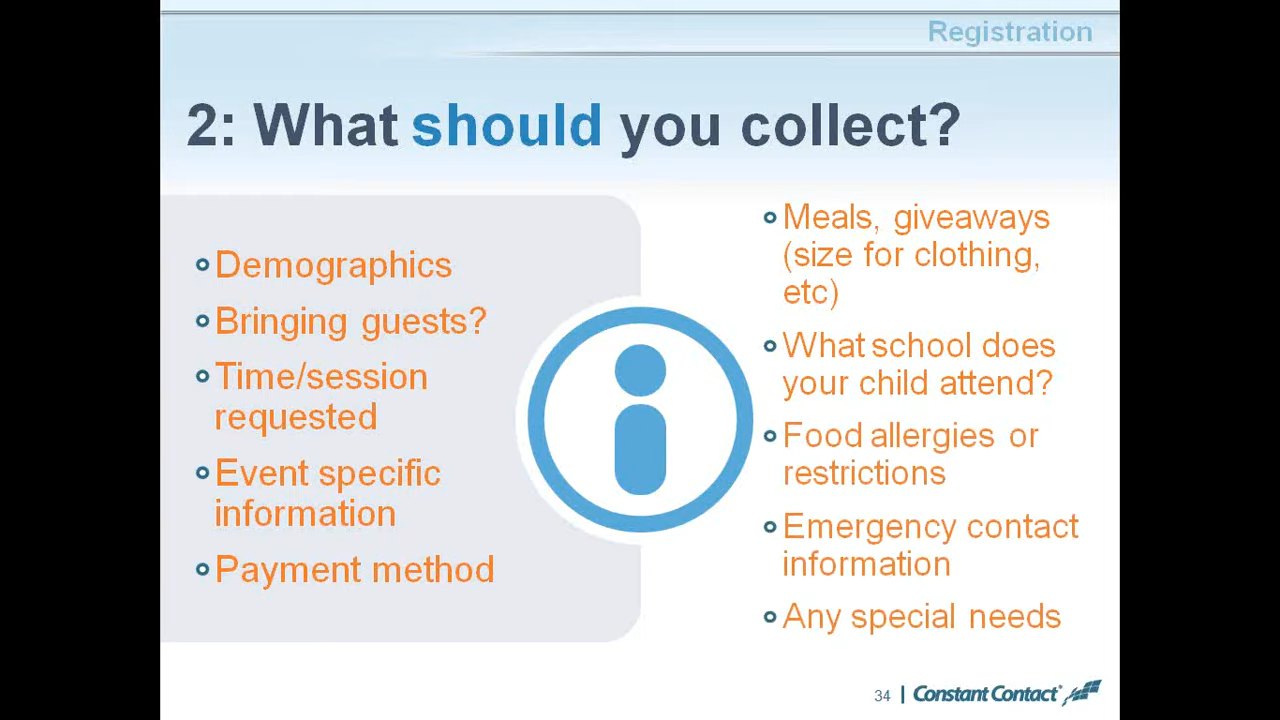 Registration
2: What should you collect?
Demographics
Bringing guests?
Time/session
requested
Event specific
information
Payment method
Meals, giveaways
(size for clothing,
etc)
What school does
your child attend?
Food allergies or
restrictions
Emergency contact
information
Any special needs
34 | Constant Contact®